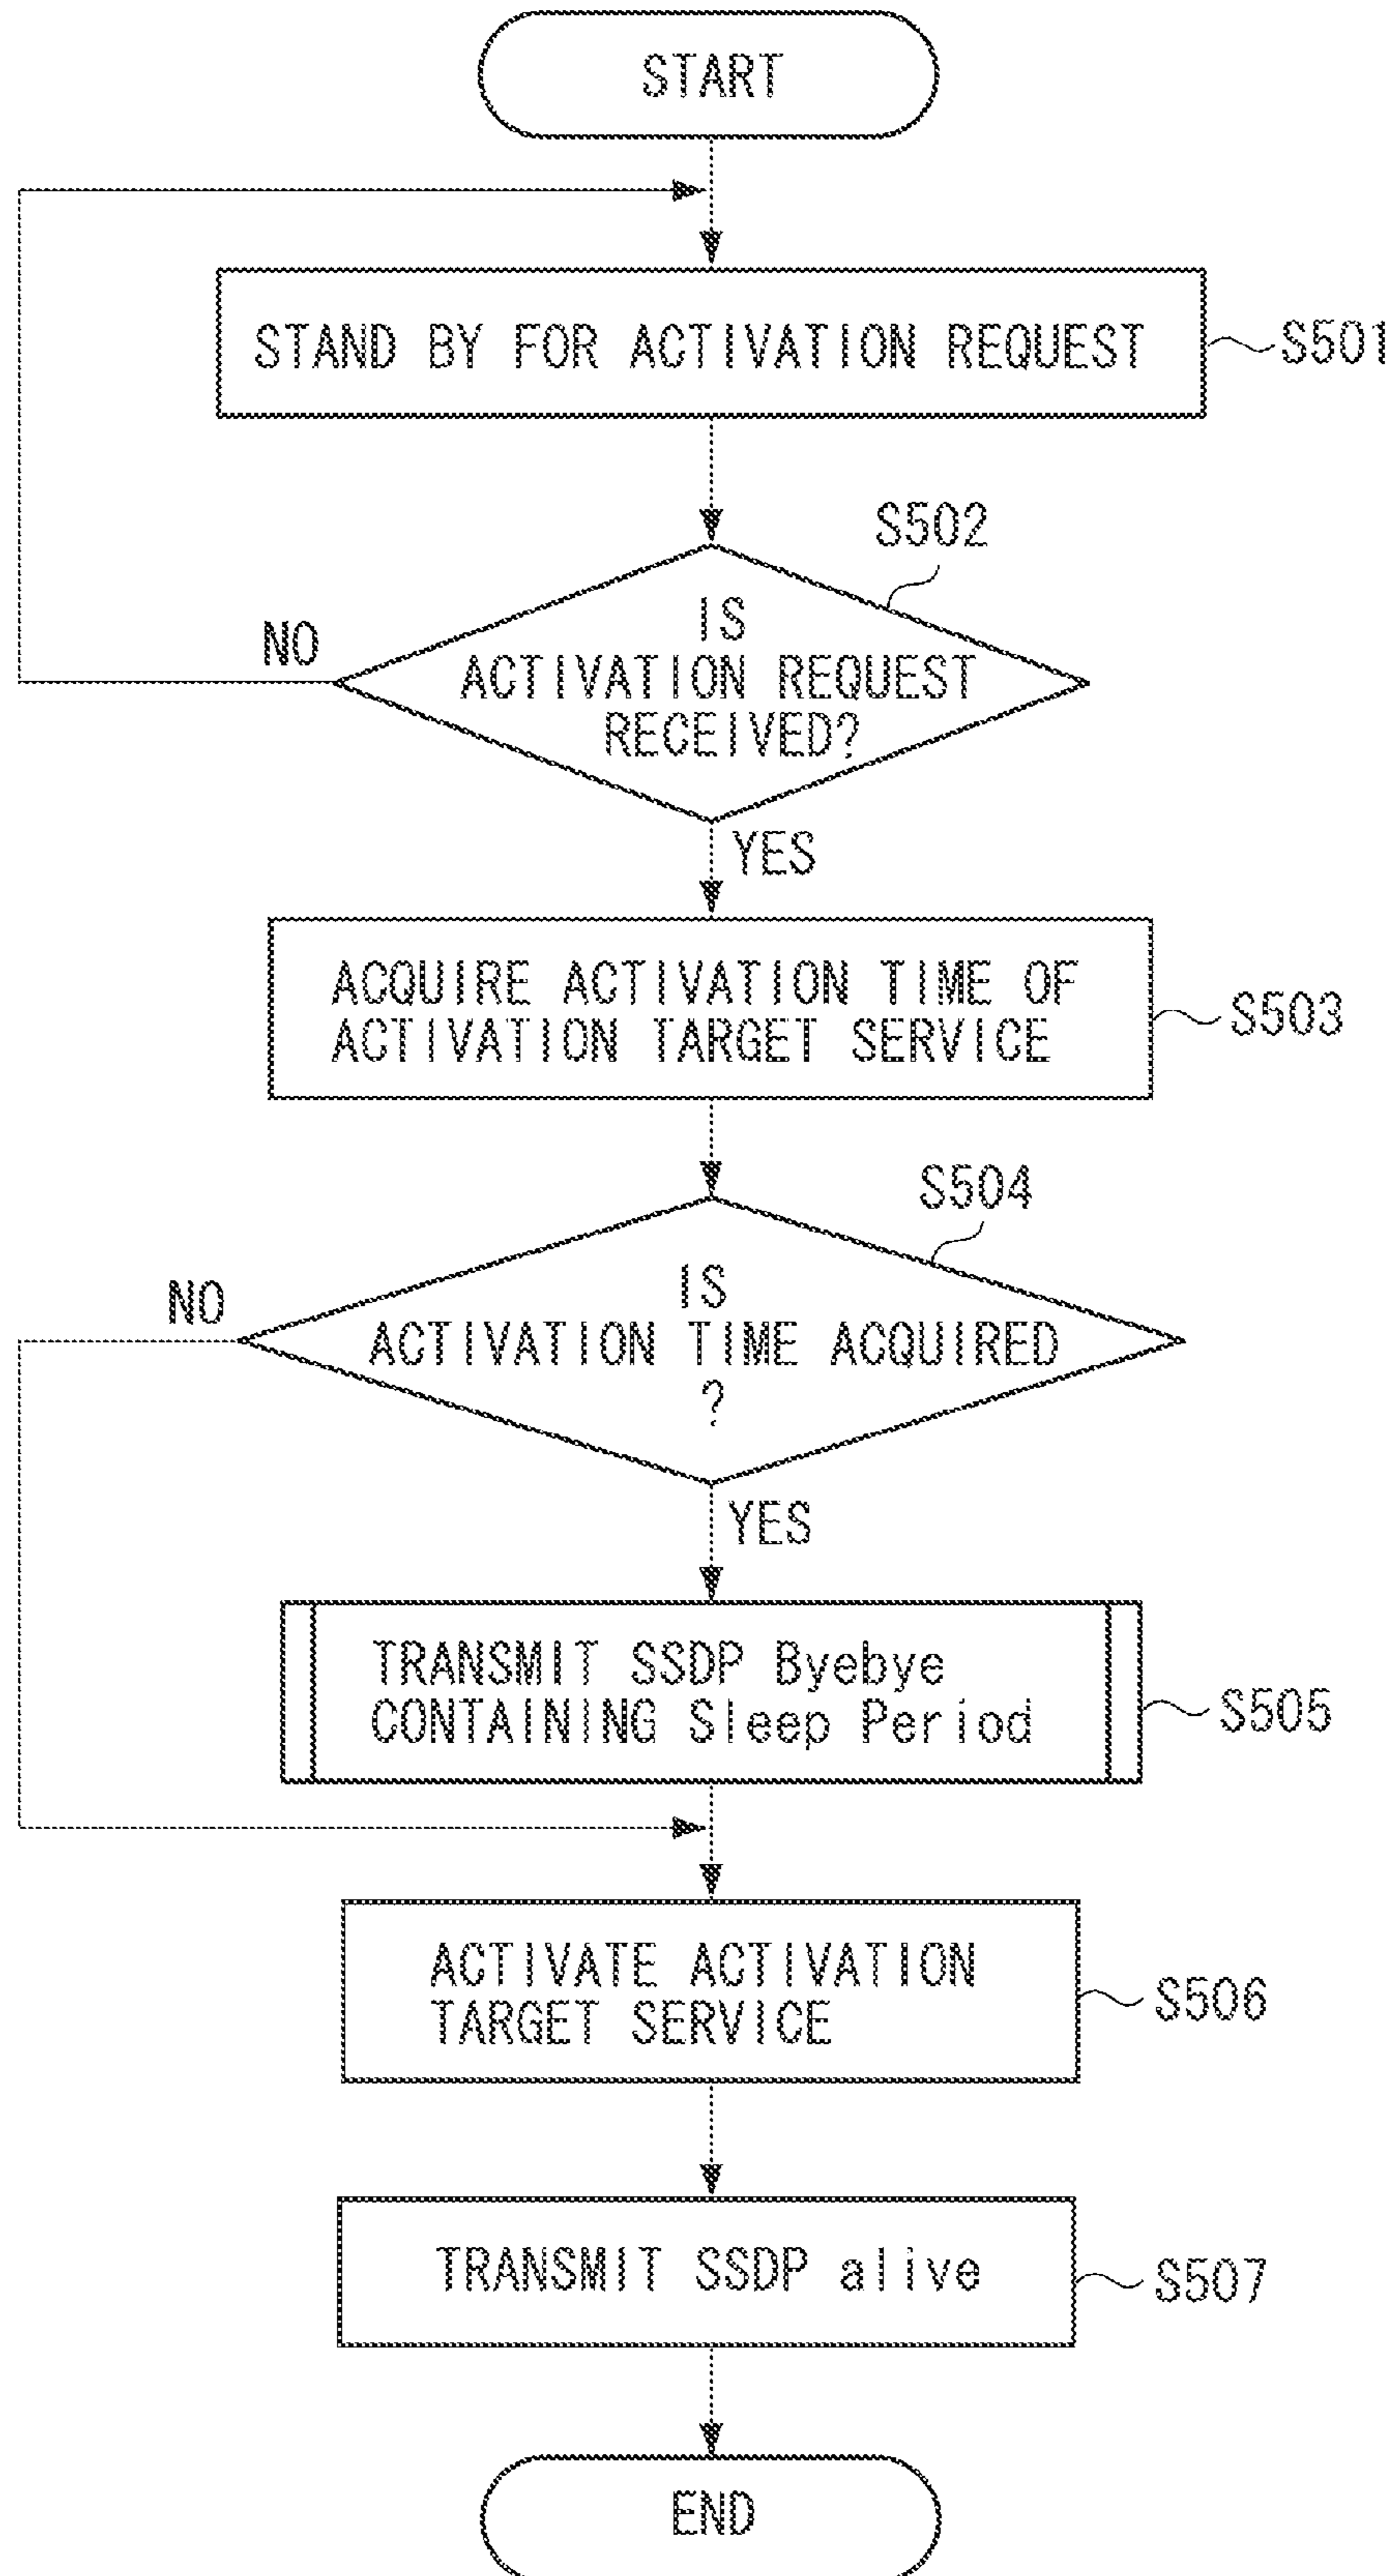 START
STAND BY FOR ACTIVATION REQUEST
S501
S502
IS
ACTIVATION REQUEST
RECEIVED?
NO
YES
ACQUIRE ACTIVATION TIME OF
ACTIVATION TARGET SERVICE
S503
S504
IS
ACTIVATION TIME ACQUIRED
?
NO
YES
TRANSMIT SSDP Byebye
CONTAINING Sleep Period
S505
ACTIVATE ACTIVATION
TARGET SERVICE
S506
TRANSMIT SSDP alive
S507
END